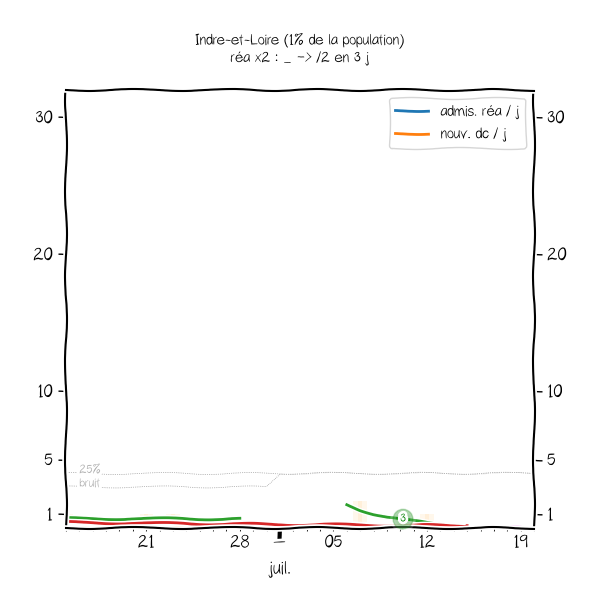 Indre-et-Loire (1% de la population)
réa x2 : _ -> /2 en 3 j
admis. réa / j
nouv. dc / j
30
30
20
20
10
10
5
5
25%
bruit
1
1
3
21
28
05
12
19
juil.